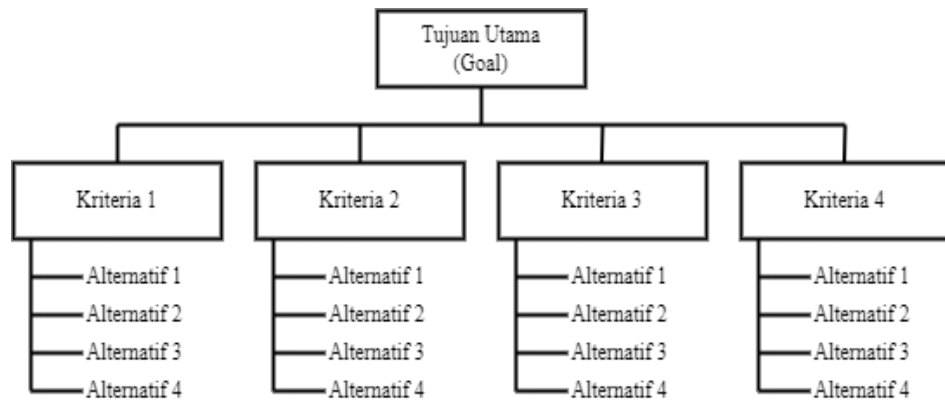 Tujuan Utama
(Goal)
Kriteria 1
Kriteria 2
Kriteria 3
Kriteria 4
Alternatif 1
Alternatif 2
Alternatif 3
Alternatif 4
Alternatif 1
Alternatif 2
Alternatif 3
Alternatif 4
Alternatif 1
Alternatif 2
Alternatif 3
Alternatif 4
Alternatif 1
Alternatif 2
Alternatif 3
Alternatif 4